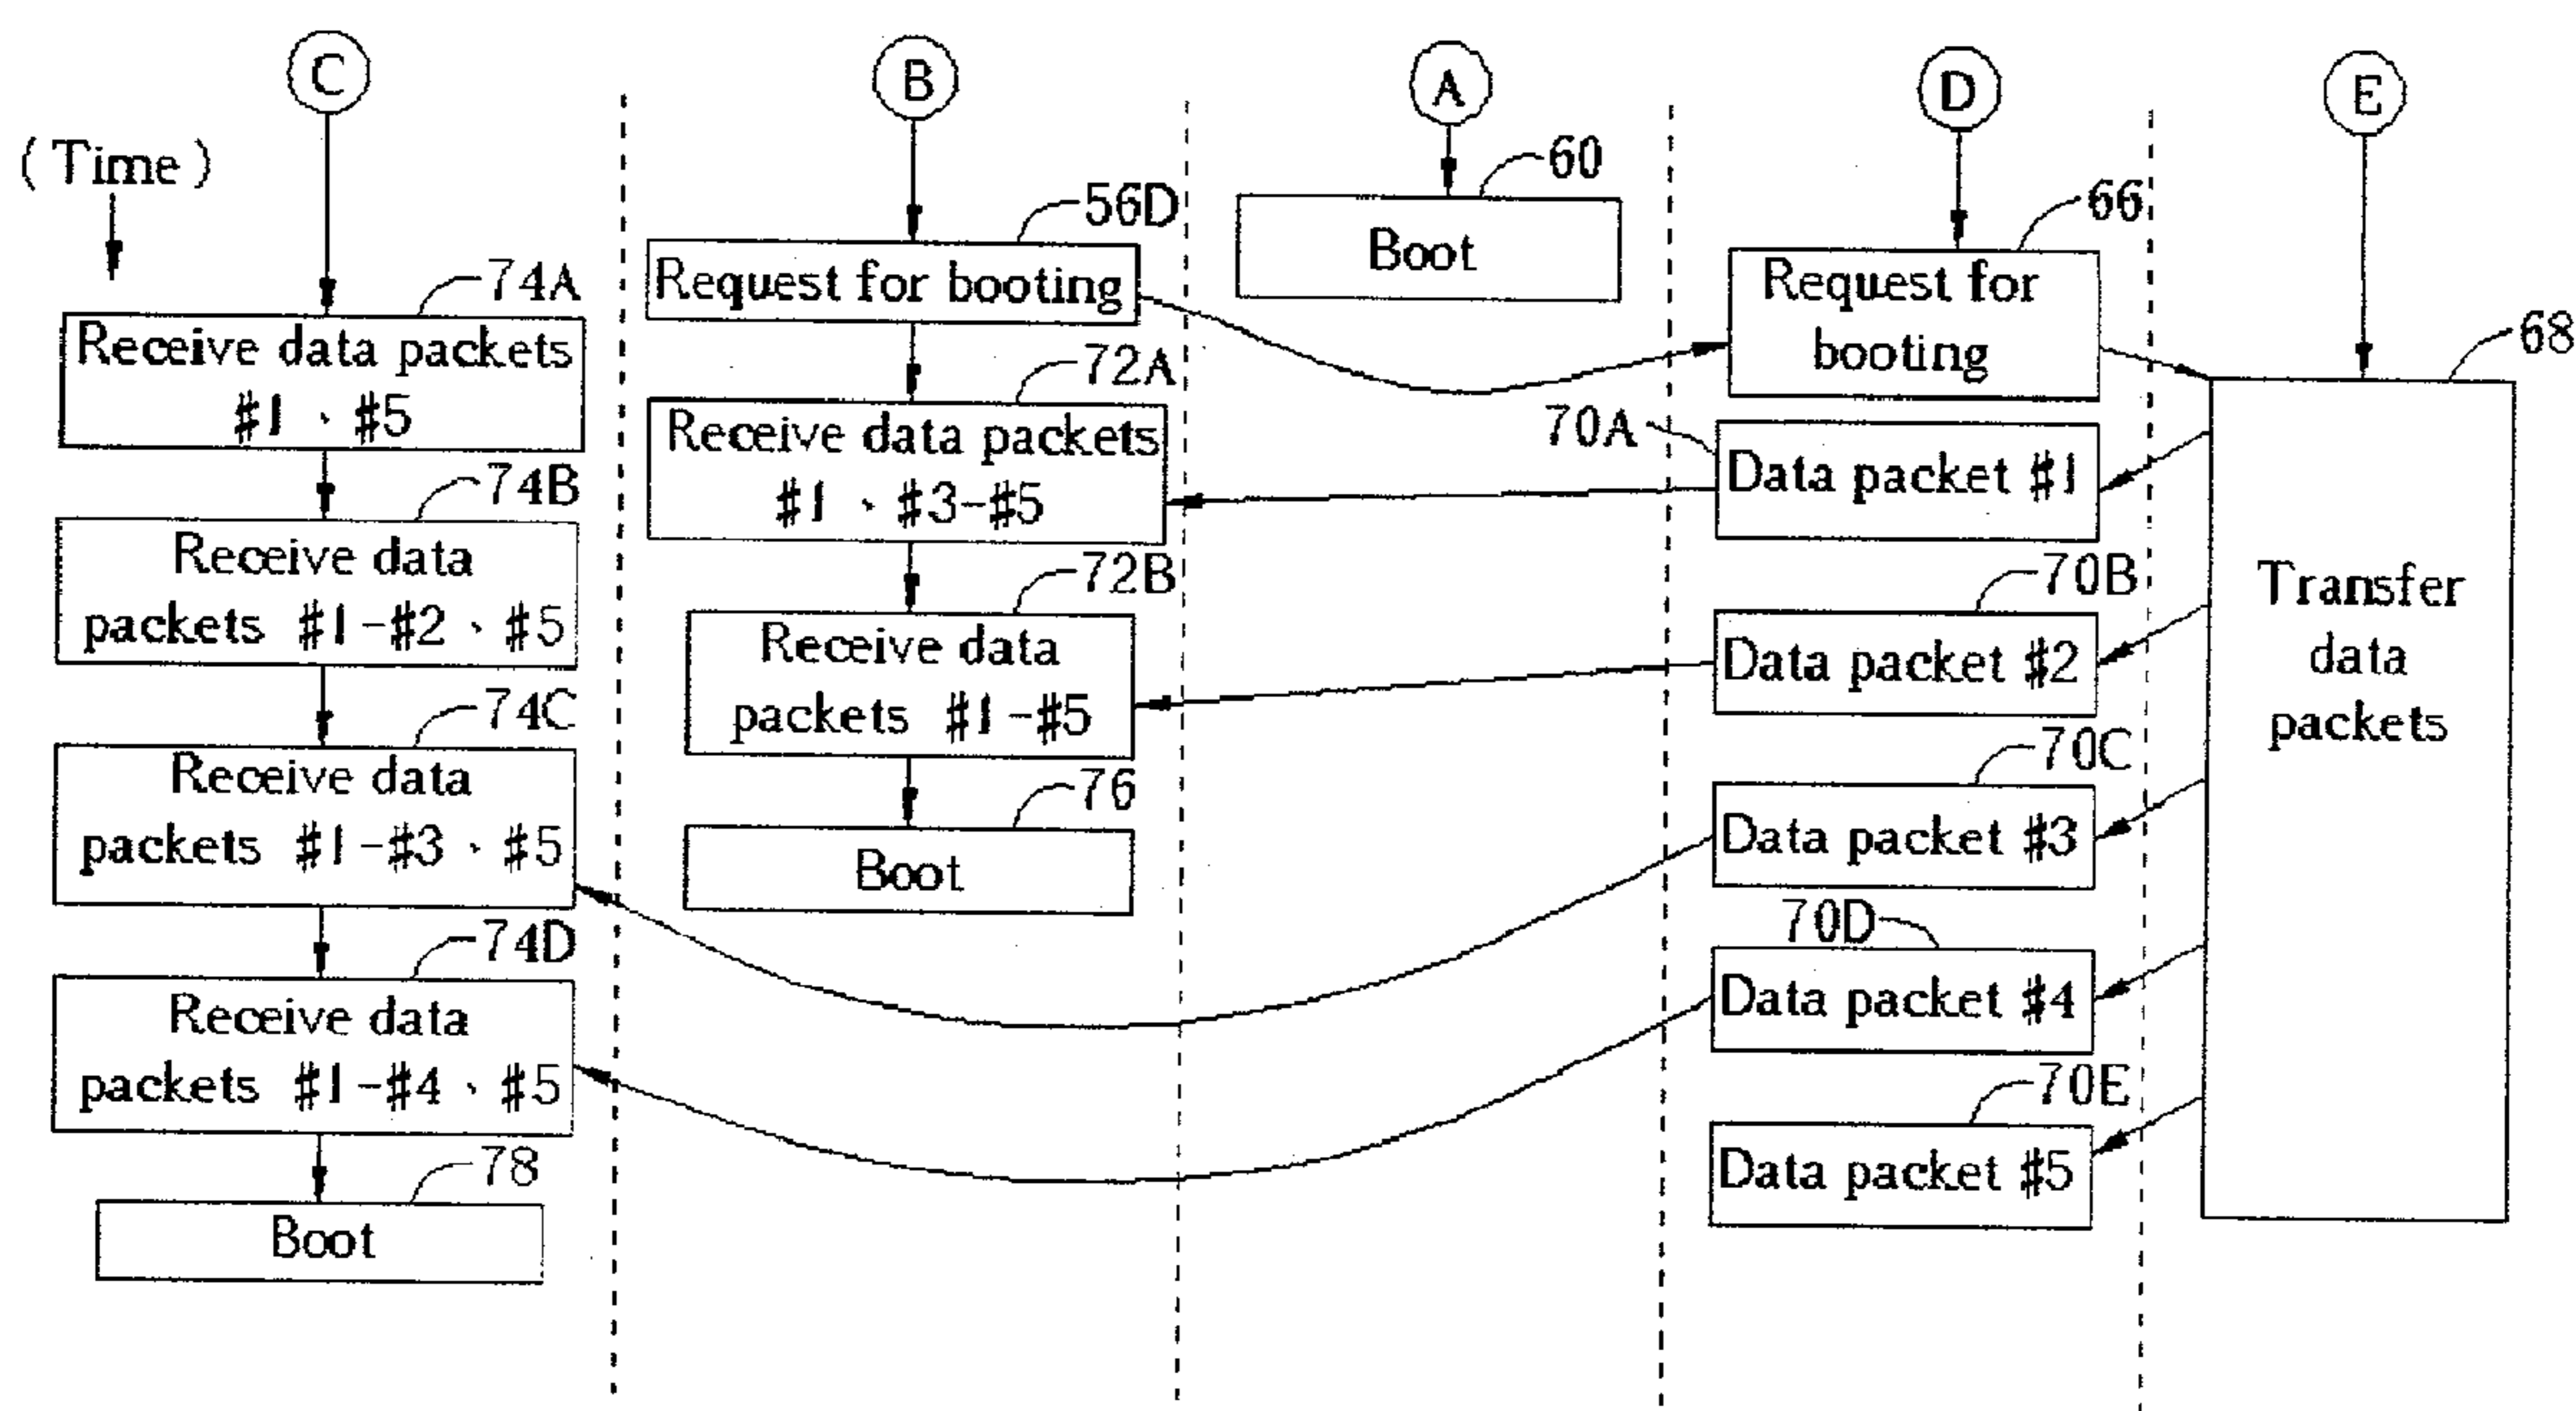 C
B
A
D
E
(Time)
60
56D
66
Boot
74A
Request for booting
Request for
booting
68
Receive data packets
#1 、 #5
72A
70A
Receive data packets
#1 、 #3-#5
Data packet #1
74B
Receive data
packets #1-#2 、 #5
72B
70B
Receive data
packets #1-#5
Data packet #2
Transfer
data
packets
74C
Receive data
packets #1-#3 、 #5
76
Boot
70C
Data packet #3
74D
Receive data
packets #1-#4 、 #5
70D
Data packet #4
70E
Data packet #5
78
Boot